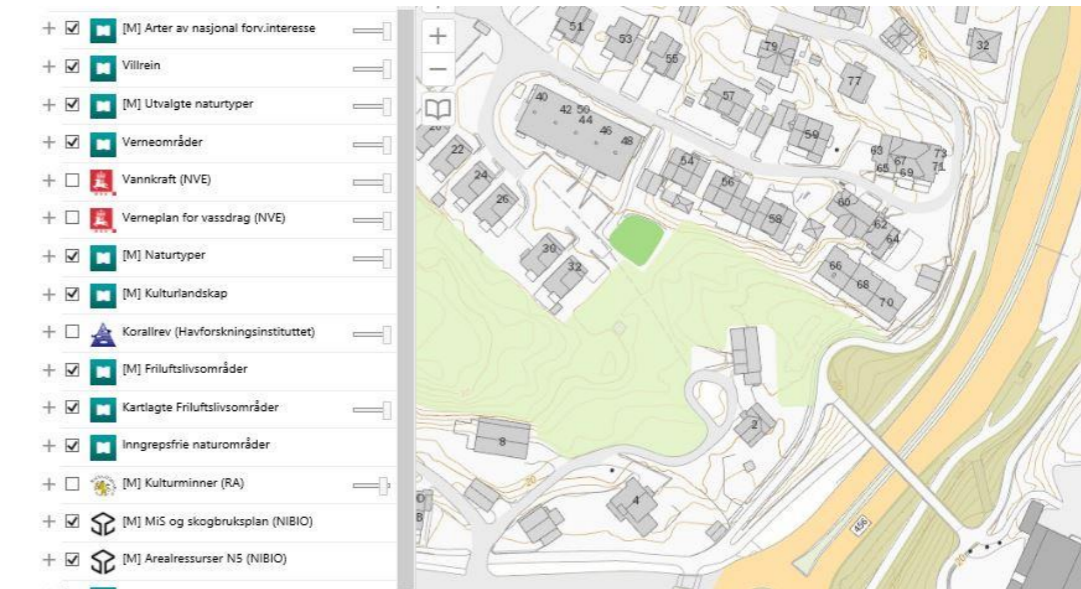 [M] Arter av nasjonal forv.interesse
Villrein
[M] Utvalgte naturtyper
Verneområder
Vannkraft (NVE)
Verneplan for vassdrag (NVE)
[M] Naturtyper
[M] Kulturlandskap
Korallrev (Havforskningsinstituttet)
[M] Friluftslivsområder
Kartlagte Friluftslivsområder
Inngrepsfrie naturområder
[M] Kulturminner (RA)
[M] MiS og skogbruksplan (NIBIO)
[M] Arealressurser N5 (NIBIO)
51
53
55
79
77
32
20
40
42 50
44
46
48
57
59
22
24
26
54
56
58
63
65
67
69
73
71
60
62
64
30
32
66
68
70
2
8
4
456
20
20
20